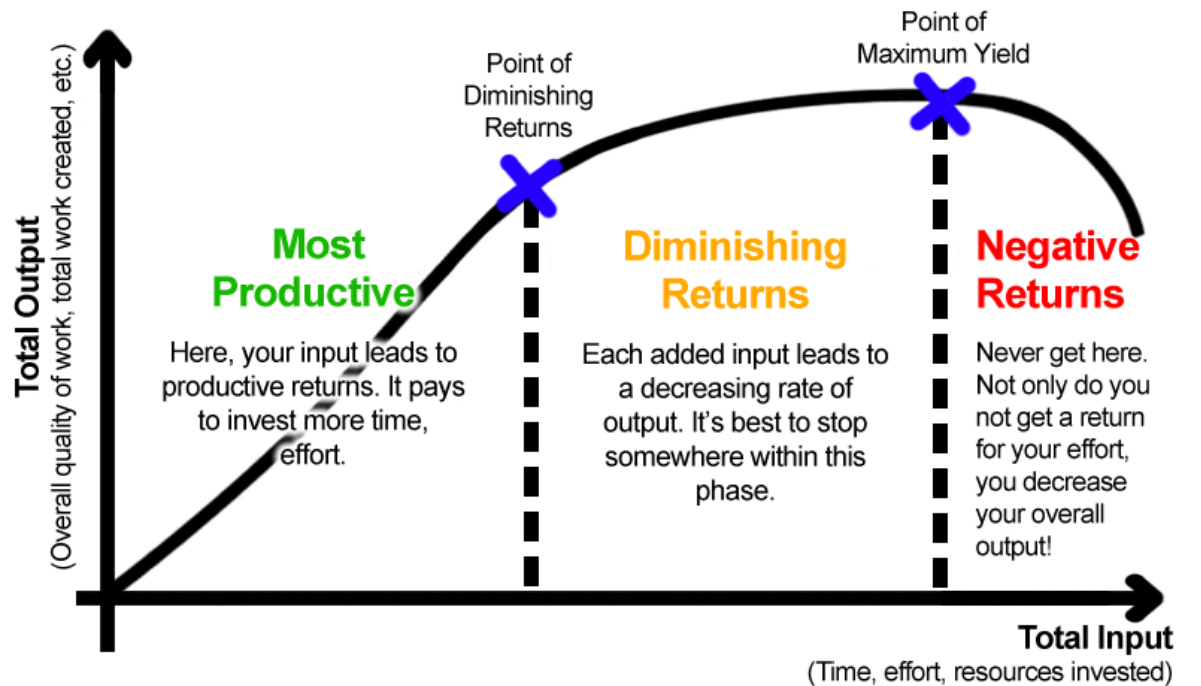 Point of
Maximum Yield
Point of
Diminishing
Returns
Total Output
(Overall quality of work, total work created, etc.)
Most
Productive
Here, your input leads to
productive returns. It pays
to invest more time,
effort.
Diminishing
Returns
Each added input leads to
a decreasing rate of
output. It's best to stop
somewhere within this
phase.
Negative
Returns
Never get here.
Not only do you
not get a return
for your effort,
you decrease
your overall
output!
Total Input
(Time, effort, resources invested)